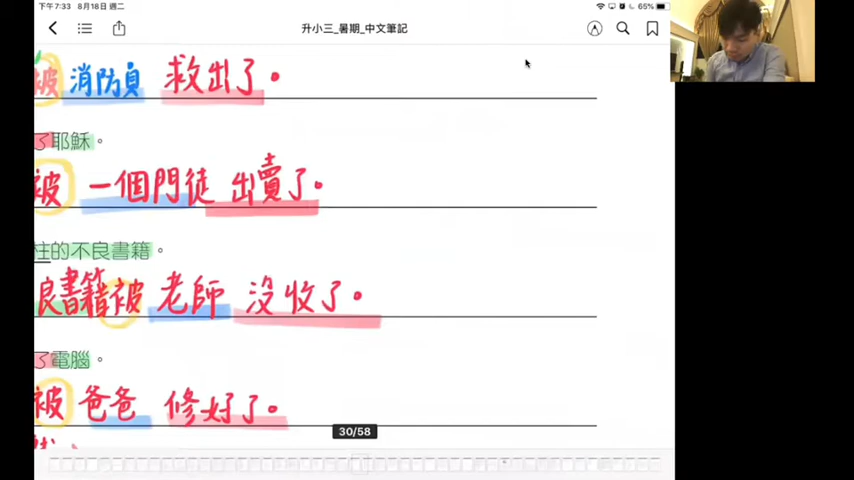 下午7:33 8月18日 週二
65%
升小三_暑期_中文筆記
被 消防員 救出了。
了耶穌。
被 一個門徒 出賣了。
柱的不良書籍。
良書籍被 老師 沒收了。
了電腦。
被 爸爸 修好了。
30/58